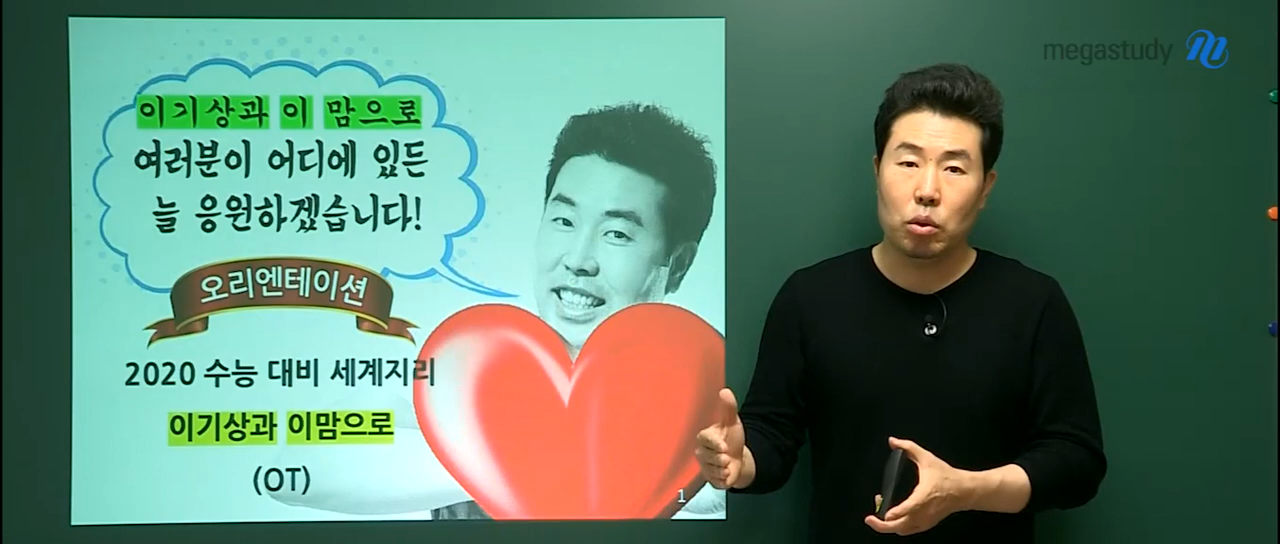 megastudy
이기상과 이 맘으로
여러분이 어디에 있든
늘 응원하겠습니다!
오리엔테이션
2020 수능 대비 세계지리
이기상과 이맘으로
(OT)
1